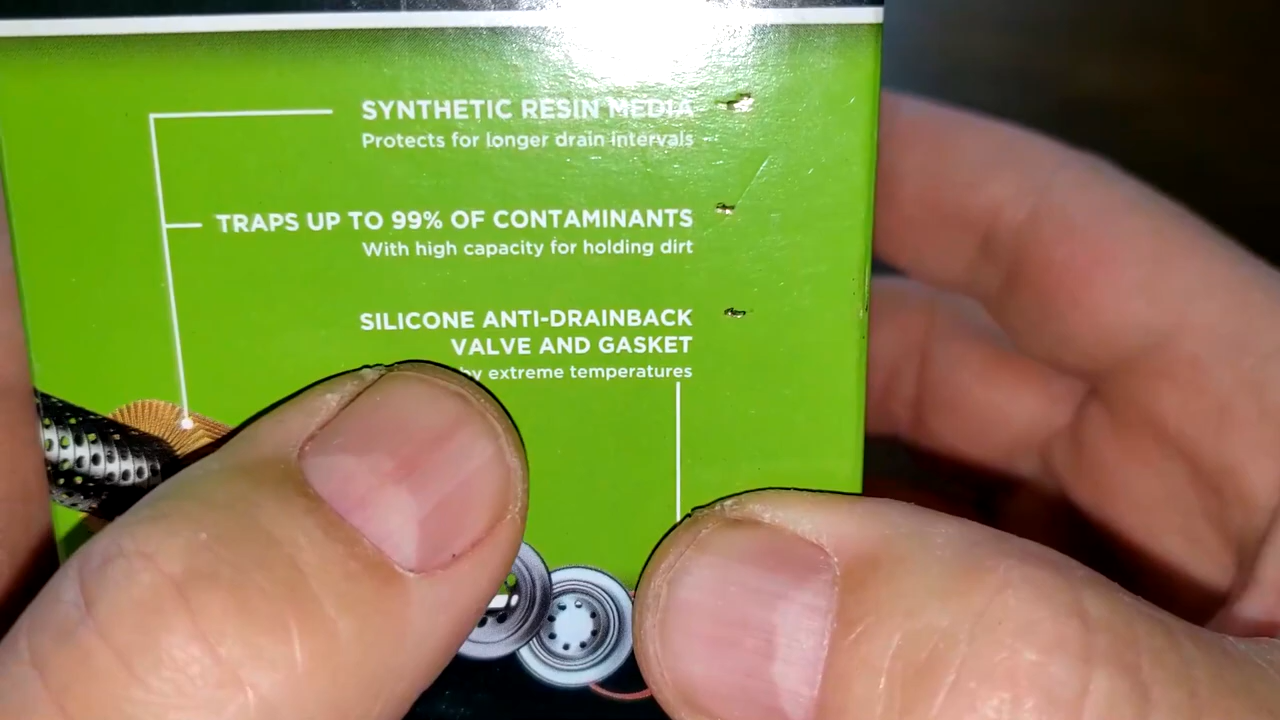 SYNTHETIC RESIN MEDIA
Protects for longer drain intervals
TRAPS UP TO 99% OF CONTAMINANTS
With high capacity for holding dirt
SILICONE ANTI-DRAINBACK
VALVE AND GASKET
by extreme temperatures